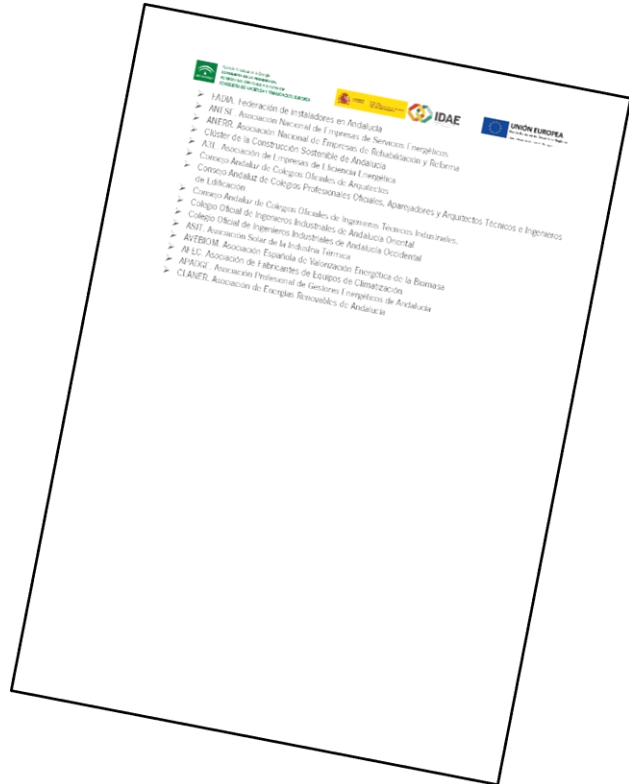 IDAE
UNIÓN EUROPEA
➢ FADIA. Federación de Instaladores en Andalucía
➢ ANESE. Asociación Nacional de Empresas de Servicios Energéticos
➢ ANERR. Asociación Nacional de Empresas de Rehabilitación y Reforma
➢ Clúster de la Construcción Sostenible de Andalucía
➢ A3E. Asociación de Empresas de Eficiencia Energética
➢ Consejo Andaluz de Colegios Oficiales de Arquitectos
➢ Consejo Andaluz de Colegios Profesionales Oficiales, Aparejadores y Arquitectos Técnicos e Ingenieros
de Edificación
➢ Consejo Andaluz de Colegios Oficiales de Ingenieros Técnicos Industriales.
➢ Colegio Oficial de Ingenieros Industriales de Andalucía Oriental
➢ Colegio Oficial de Ingenieros Industriales de Andalucía Occidental
➢ ASIT. Asociación Solar de la Industria Térmica
➢ AVEBIOM. Asociación Española de Valorización Energética de la Biomasa
➢ AFEC. Asociación de Fabricantes de Equipos de Climatización
➢ APADGE. Asociación Profesional de Gestores Energéticos de Andalucía
➢ CLANER. Asociación de Energías Renovables de Andalucía